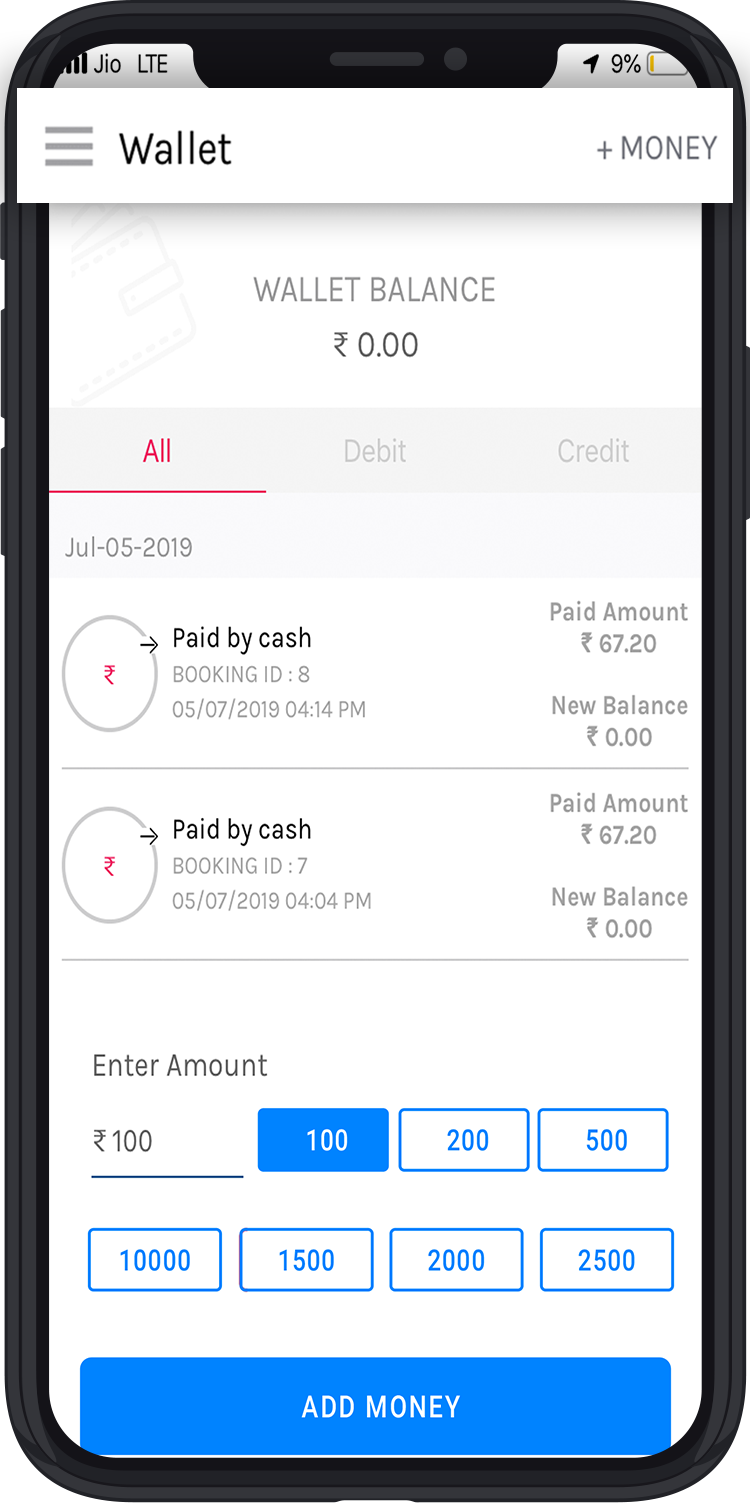 Jio LTE 9%
Wallet + MONEY
WALLET BALANCE
₹ 0.00
All Debit Credit
Jul-05-2019
Paid Amount
Paid by cash
₹ 67.20
₹
BOOKING ID : 8
05/07/2019 04:14 PM
New Balance
₹ 0.00
Paid Amount
Paid by cash
₹ 67.20
₹
BOOKING ID : 7
05/07/2019 04:04 PM
New Balance
₹ 0.00
Enter Amount
₹ 100 100 200 500
10000 1500 2000 2500
ADD MONEY